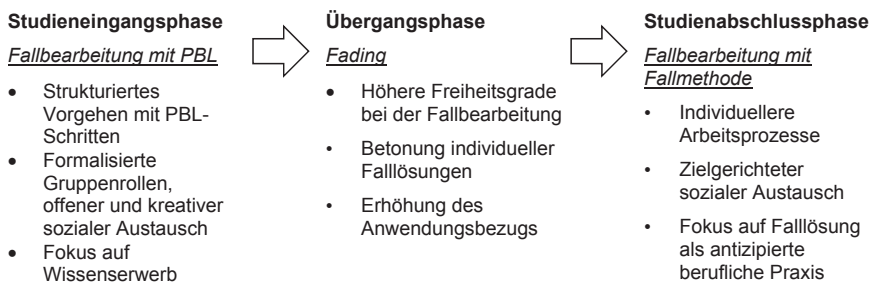 Studieneingangsphase
Fallbearbeitung mit PBL
• Strukturiertes
Vorgehen mit PBL-
Schritten
• Formalisierte
Gruppenrollen,
offener und kreativer
sozialer Austausch
• Fokus auf
Wissenserwerb
Übergangsphase
Fading
• Höhere Freiheitsgrade
bei der Fallbearbeitung
• Betonung individueller
Falllösungen
• Erhöhung des
Anwendungsbezugs
Studienabschlussphase
Fallbearbeitung mit
Fallmethode
• Individuellere
Arbeitsprozesse
• Zielgerichteter
sozialer Austausch
• Fokus auf Falllösung
als antizipierte
berufliche Praxis